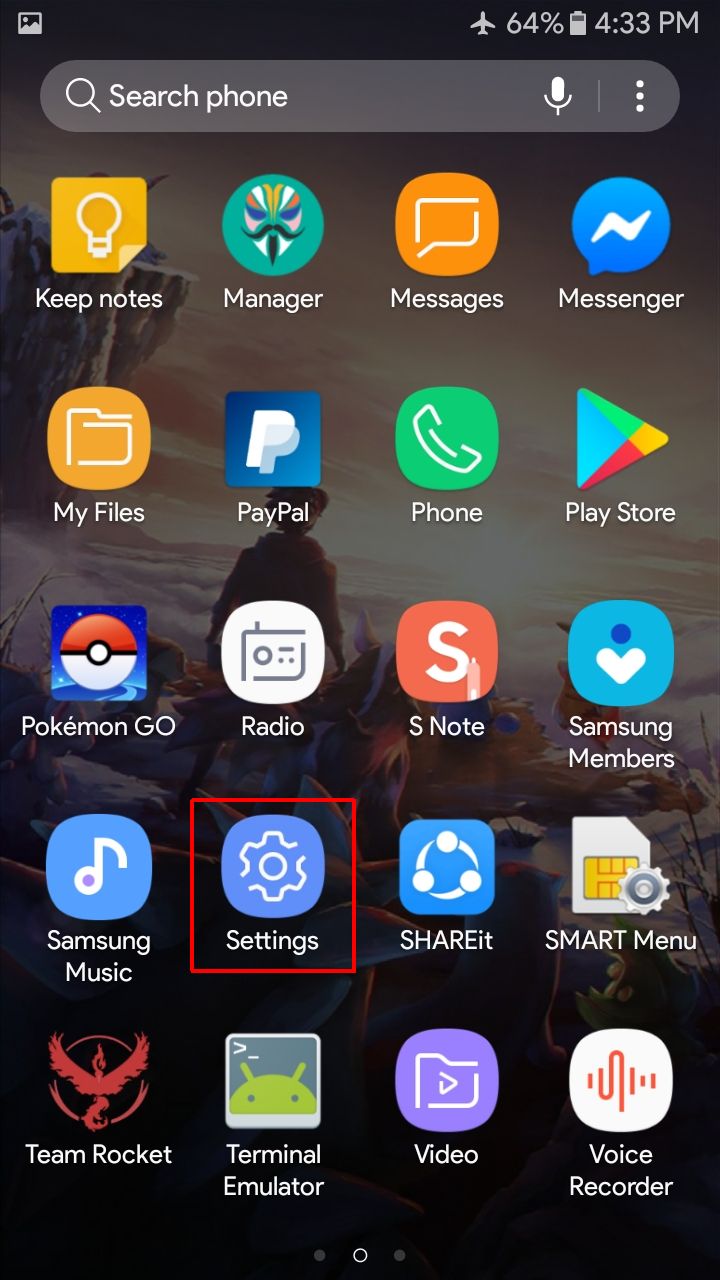 64% 4:33 PM
Search phone
Keep notes Manager Messages Messenger
My Files PayPal Phone Play Store
Pokémon GO Radio S Note Samsung
Members
Samsung Settings SHAREit SMART Menu
Music
>_
Team Rocket Terminal Video Voice
Emulator Recorder